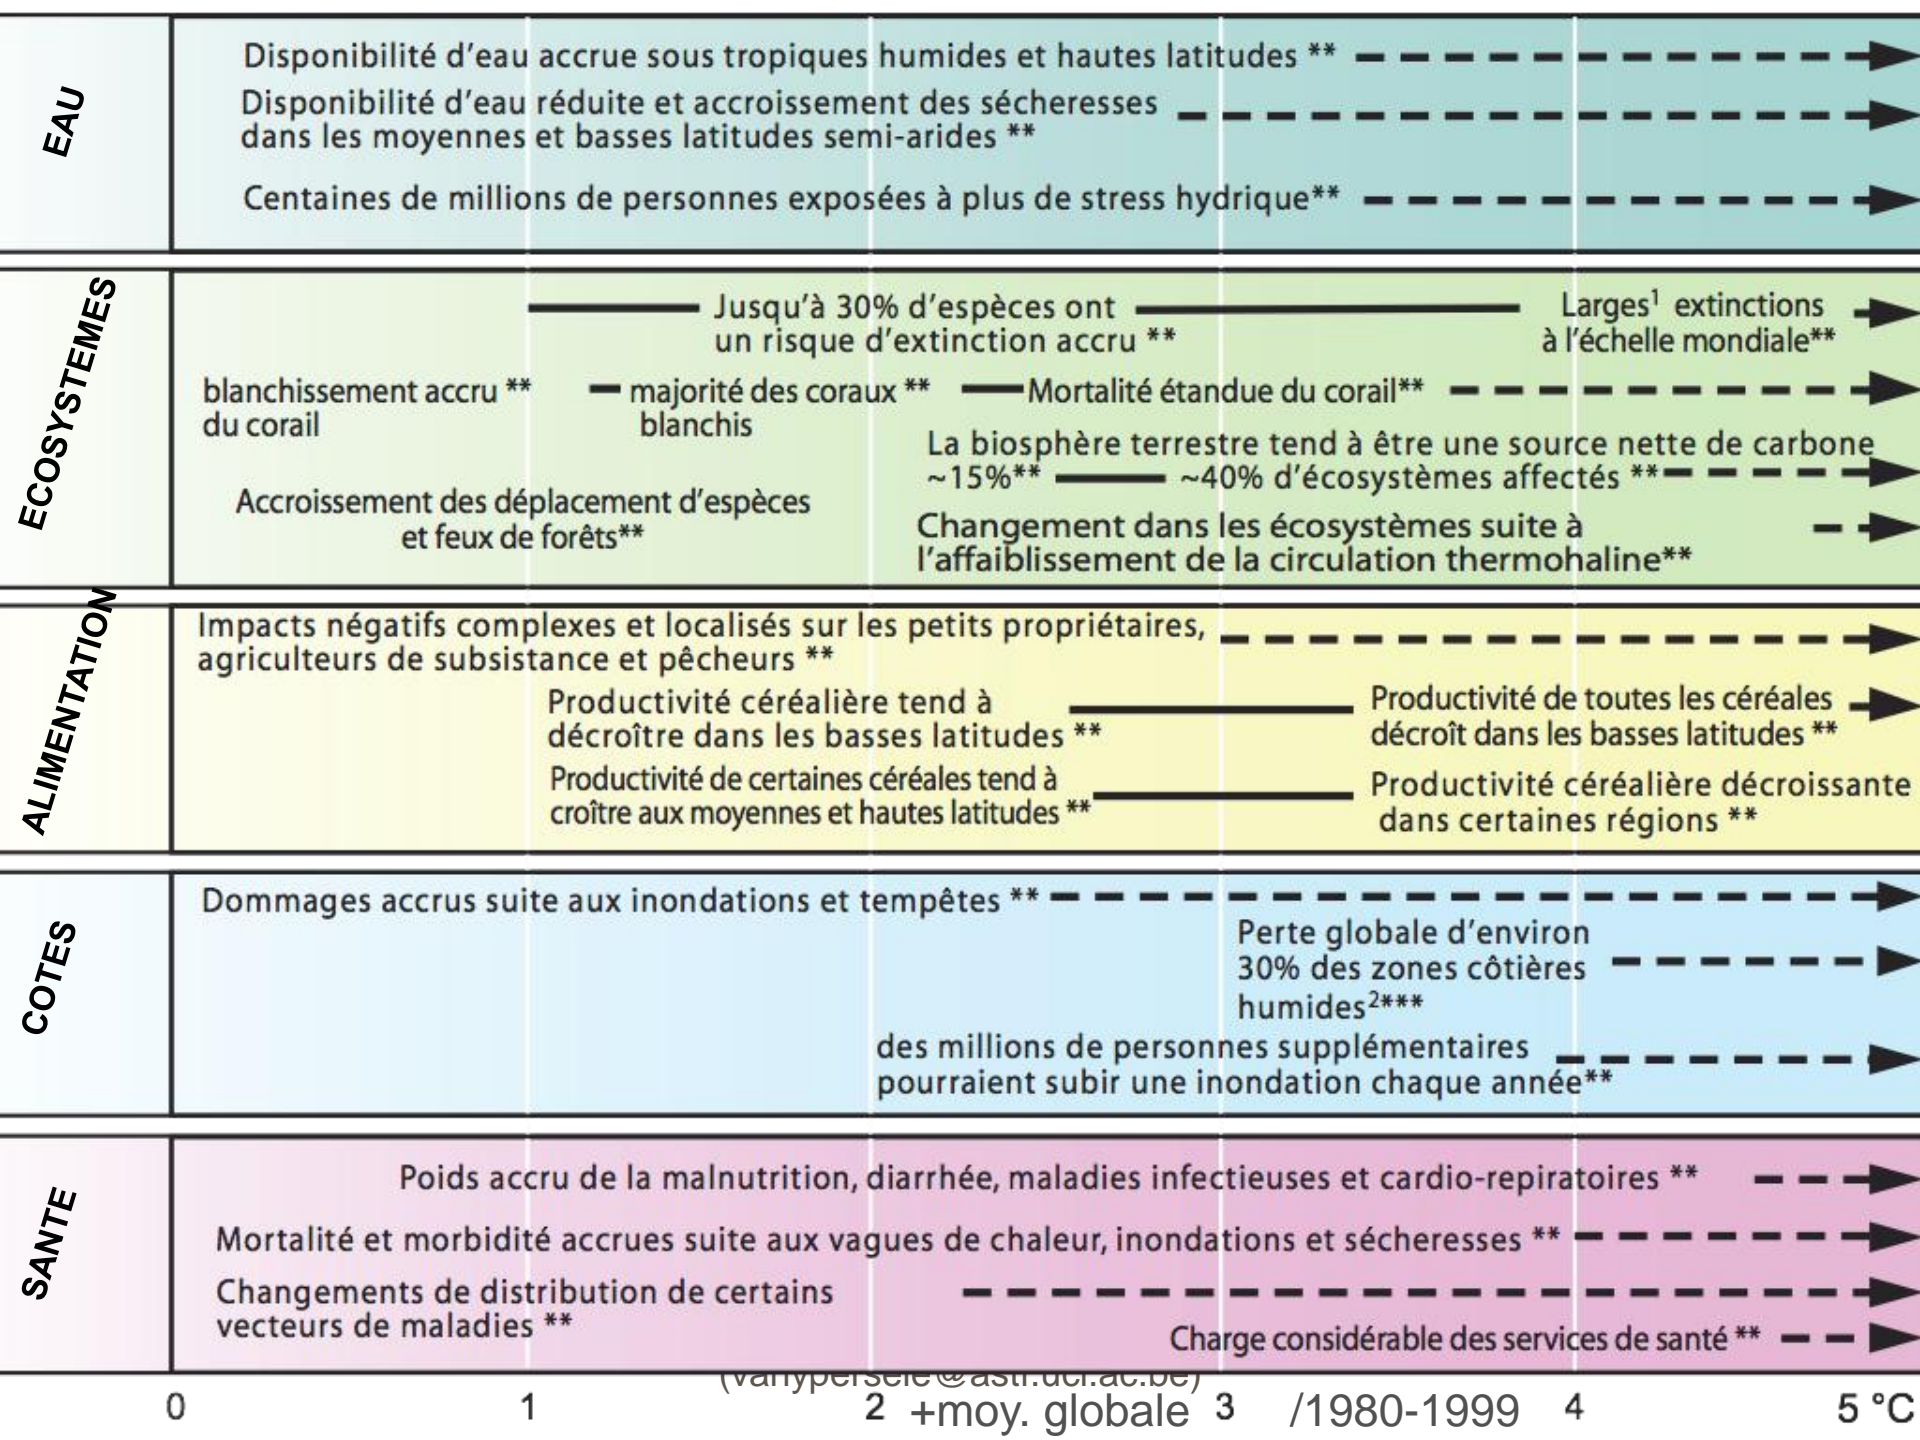 EAU
Disponibilité d'eau accrue sous tropiques humides et hautes latitudes **
Disponibilité d'eau réduite et accroissement des sécheresses
dans les moyennes et basses latitudes semi-arides **
Centaines de millions de personnes exposées à plus de stress hydrique**
ECOSYSTEMES
Jusqu'à 30% d'espèces ont
un risque d'extinction accru **
Larges¹ extinctions
à l'échelle mondiale**
blanchissement accru **
du corail
majorité des coraux **
blanchis
Mortalité étandue du corail**
La biosphère terrestre tend à être une source nette de carbone
~15%** ~40% d'écosystèmes affectés **
Accroissement des déplacement d'espèces
et feux de forêts**
Changement dans les écosystèmes suite à
l'affaiblissement de la circulation thermohaline**
ALIMENTATION
Impacts négatifs complexes et localisés sur les petits propriétaires,
agriculteurs de subsistance et pêcheurs **
Productivité céréalière tend à
décroître dans les basses latitudes **
Productivité de toutes les céréales
décroît dans les basses latitudes **
Productivité de certaines céréales tend à
croître aux moyennes et hautes latitudes **
Productivité céréalière décroissante
dans certaines régions **
COTES
Dommages accrus suite aux inondations et tempêtes **
Perte globale d'environ
30% des zones côtières
humides²***
des millions de personnes supplémentaires
pourraient subir une inondation chaque année**
SANTE
Poids accru de la malnutrition, diarrhée, maladies infectieuses et cardio-repiratoires **
Mortalité et morbidité accrues suite aux vagues de chaleur, inondations et sécheresses **
Changements de distribution de certains
vecteurs de maladies **
Charge considérable des services de santé **
(vanypersele@astr.ucl.ac.be)
0 1 2 +moy. globale 3 /1980-1999 4 5 °C